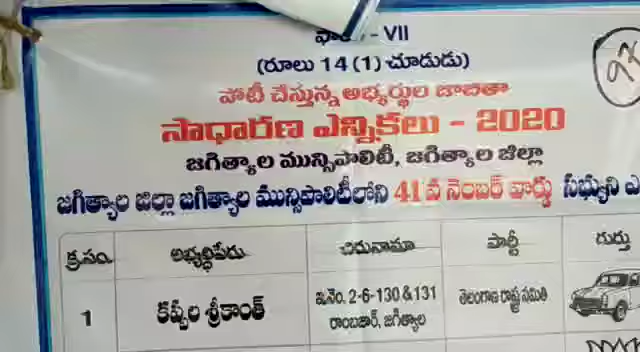 ఫారం - VII
(రూలు 14 (1) చూడుడు)
పోటీ చేస్తున్న అభ్యర్థుల జాబితా
సాధారణ ఎన్నికలు - 2020
జగిత్యాల మున్సిపాలిటీ, జగిత్యాల జిల్లా
జగిత్యాల జిల్లా జగిత్యాల మున్సిపాలిటీలోని 41 వ నెంబర్ వార్డు సభ్యుని ఎ
క్ర.సం. అభ్యర్థిపేరు చిరునామా పార్టీ గుర్తు
1 కప్పల శ్రీకాంత్ ఇ.నెం. 2-6-130 & 131 తెలంగాణ రాష్ట్ర సమితి
రాంబజార్, జగిత్యాల